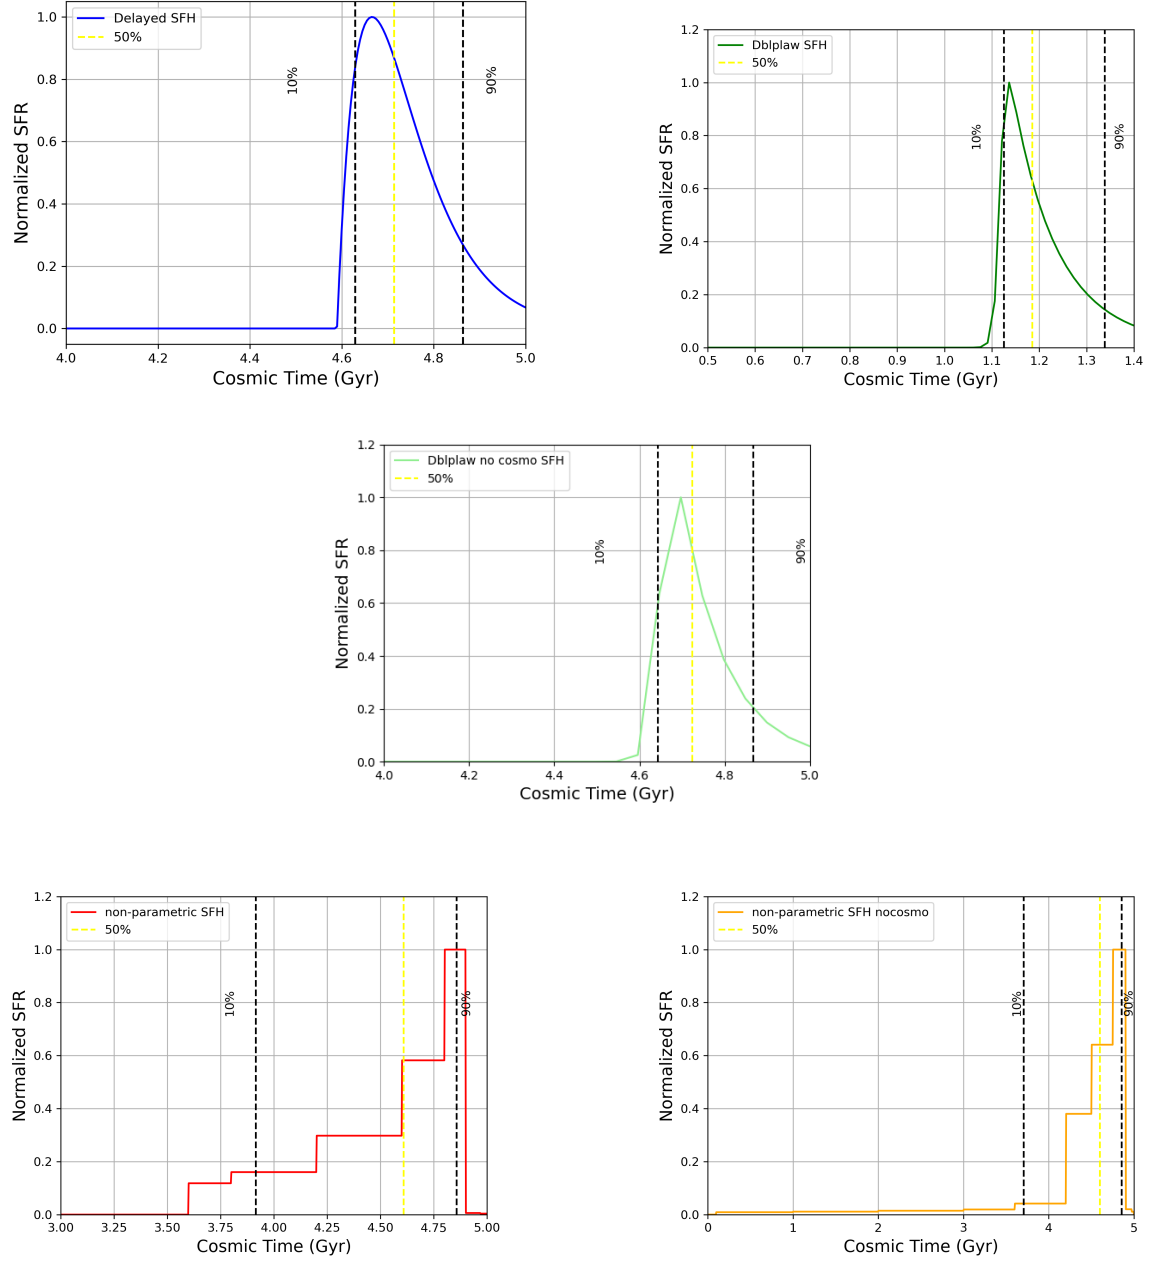 Delayed SFH
50%
10%
90%
Normalized SFR
1.0
0.8
0.6
0.4
0.2
0.0
4.0 4.2 4.4 4.6 4.8 5.0
Cosmic Time (Gyr)
Dblplaw SFH
50%
10%
90%
Normalized SFR
1.2
1.0
0.8
0.6
0.4
0.2
0.0
0.5 0.6 0.7 0.8 0.9 1.0 1.1 1.2 1.3 1.4
Cosmic Time (Gyr)
Dblplaw no cosmo SFH
50%
10%
90%
Normalized SFR
1.2
1.0
0.8
0.6
0.4
0.2
0.0
4.0 4.2 4.4 4.6 4.8 5.0
Cosmic Time (Gyr)
non-parametric SFH
50%
10%
90%
Normalized SFR
1.2
1.0
0.8
0.6
0.4
0.2
0.0
3.00 3.25 3.50 3.75 4.00 4.25 4.50 4.75 5.00
Cosmic Time (Gyr)
non-parametric SFH nocosmo
50%
10%
90%
Normalized SFR
1.2
1.0
0.8
0.6
0.4
0.2
0.0
0 1 2 3 4 5
Cosmic Time (Gyr)